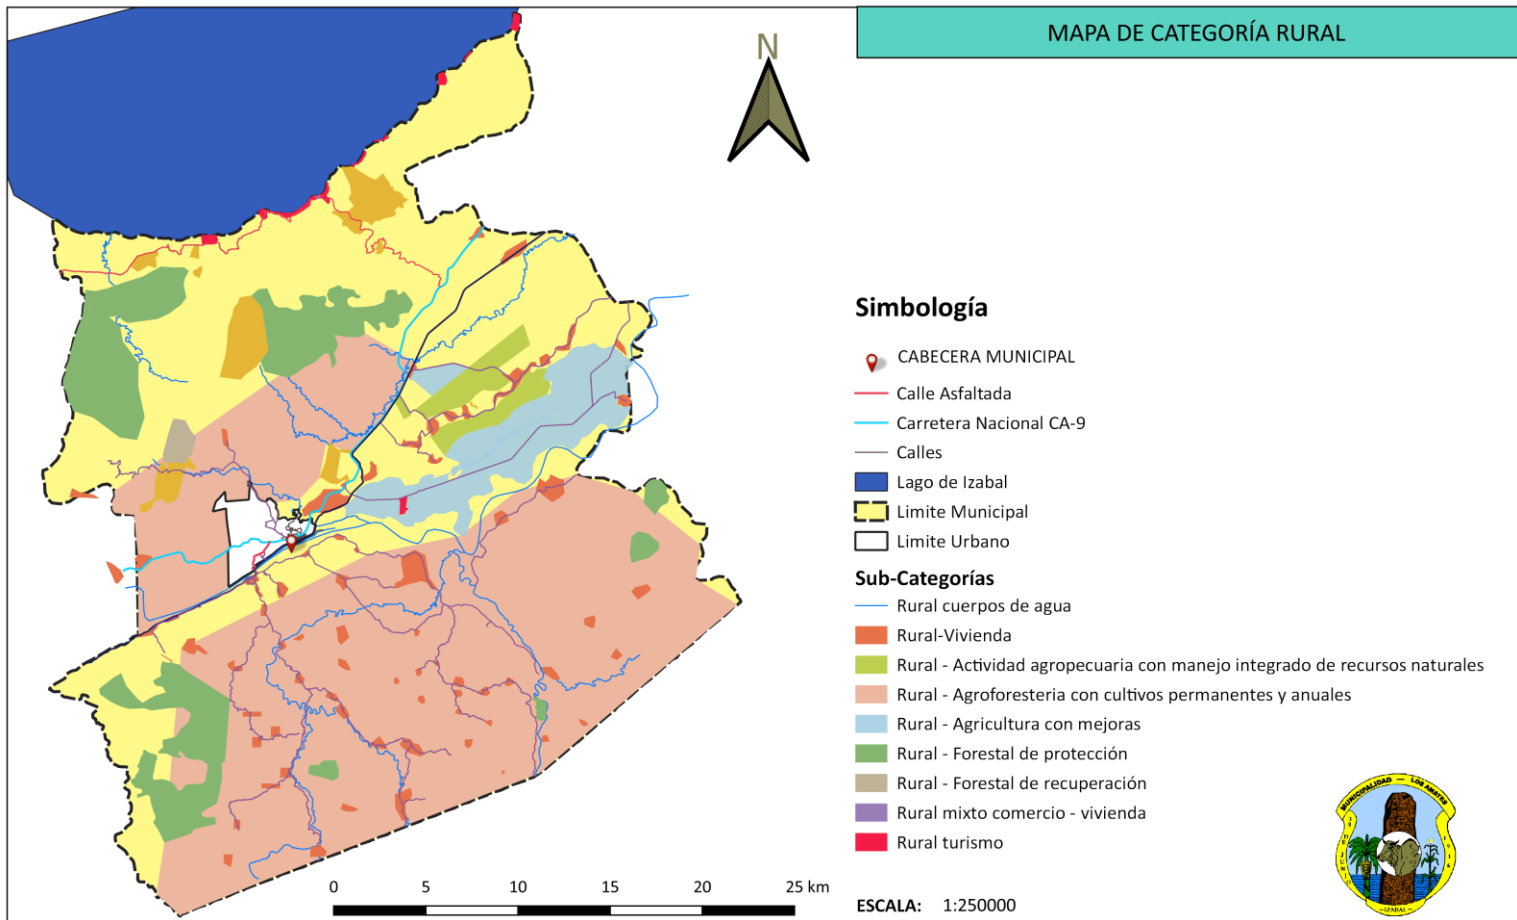 MAPA DE CATEGORÍA RURAL
N
Simbología
CABECERA MUNICIPAL
Calle Asfaltada
Carretera Nacional CA-9
Calles
Lago de Izabal
Limite Municipal
Limite Urbano
Sub-Categorías
Rural cuerpos de agua
Rural-Vivienda
Rural - Actividad agropecuaria con manejo integrado de recursos naturales
Rural - Agroforesteria con cultivos permanentes y anuales
Rural - Agricultura con mejoras
Rural - Forestal de protección
Rural - Forestal de recuperación
Rural mixto comercio - vivienda
Rural turismo
0 5 10 15 20 25 km
ESCALA: 1:250000
MUNICIPALIDAD — LOS AMATES
20 DE JUNIO
1916
—IZABAL—